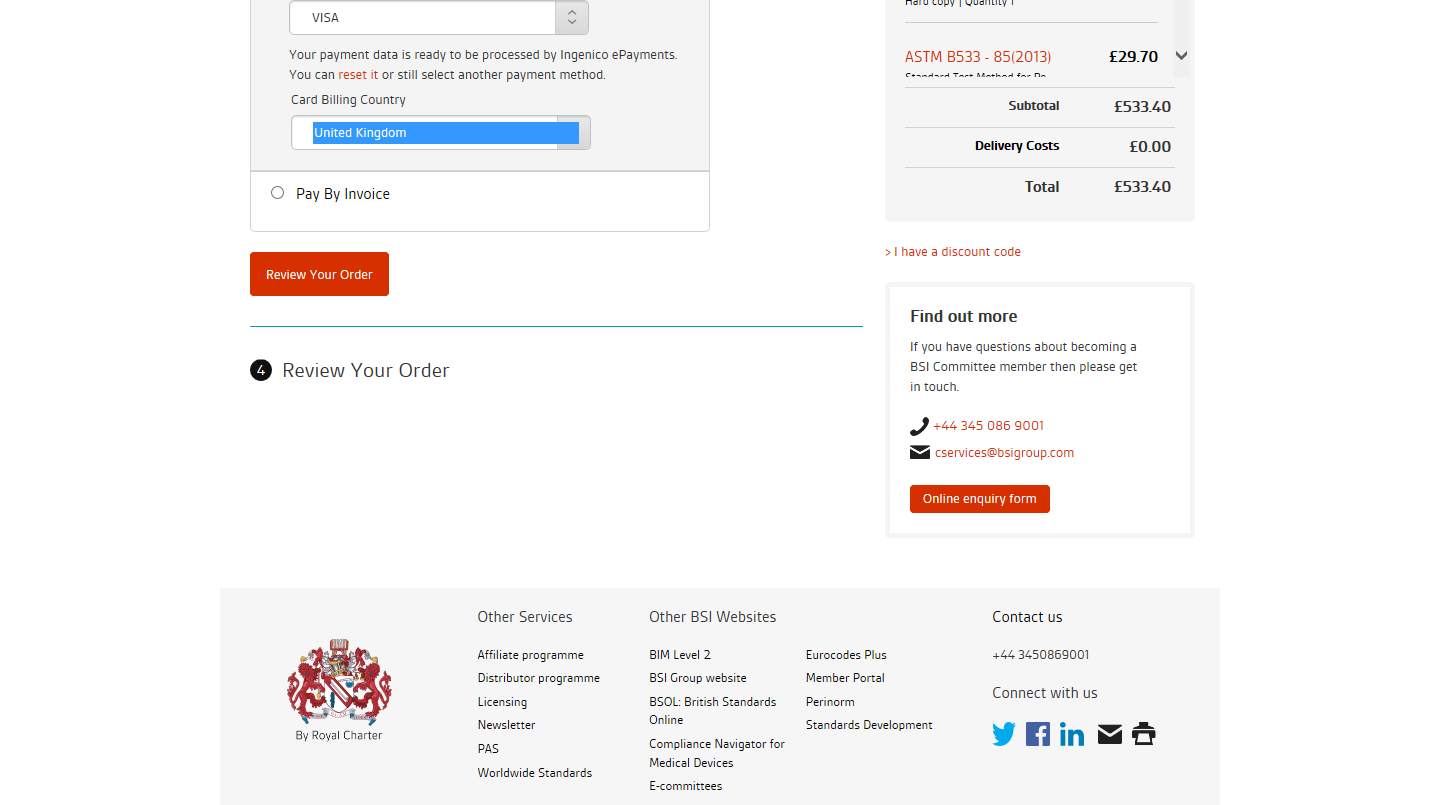 VISA
Your payment data is ready to be processed by Ingenico ePayments.
You can reset it or still select another payment method.
Card Billing Country
United Kingdom
Pay By Invoice
Review Your Order
4 Review Your Order
Hard copy | Quantity 1
ASTM B533 - 85(2013) £29.70
Standard Test Method for Pe
Subtotal £533.40
Delivery Costs £0.00
Total £533.40
> I have a discount code
Find out more
If you have questions about becoming a
BSI Committee member then please get
in touch.
+44 345 086 9001
cservices@bsigroup.com
Online enquiry form
By Royal Charter
Other Services
Affiliate programme
Distributor programme
Licensing
Newsletter
PAS
Worldwide Standards
Other BSI Websites
BIM Level 2
BSI Group website
BSOL: British Standards
Online
Compliance Navigator for
Medical Devices
E-committees
Eurocodes Plus
Member Portal
Perinorm
Standards Development
Contact us
+44 3450869001
Connect with us